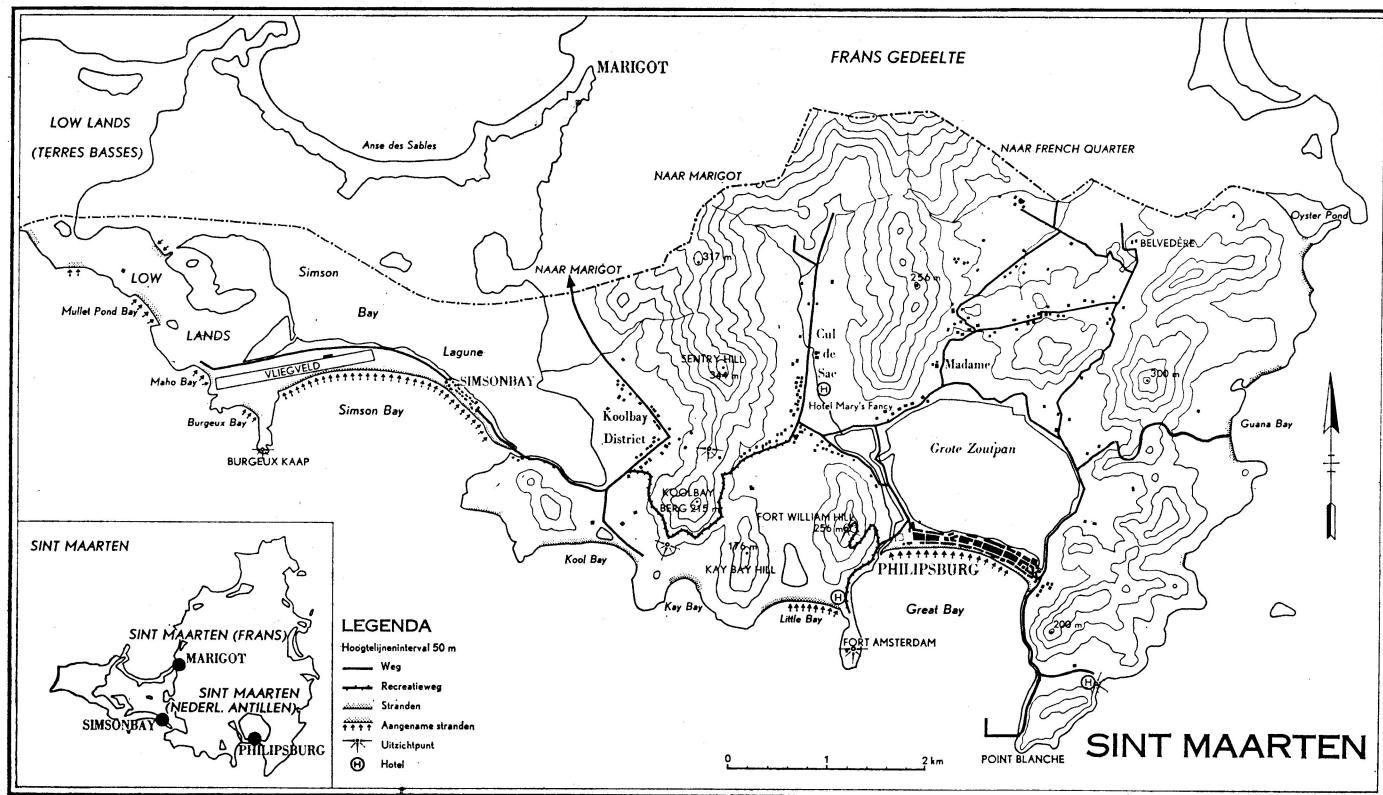 FRANS GEDEELTE
MARIGOT
LOW LANDS
(TERRES BASSES)
Anse des Sables
NAAR FRENCH QUARTER
NAAR MARIGOT
Oyster Pond
BELVEDÈRE
317 m
NAAR MARIGOT
256 m
LOW
LANDS
Simson
Bay
Lagune
Mullet Pond Bay
VLIEGVELD
Maho Bay
SIMSONBAY
SENTRY HILL
344 m
Cul
de
Sac
Madame
300 m
Hotel Mary's Fancy
H
Simson Bay
Burgeux Bay
BURGEUX KAAP
Koolbay
District
Guana Bay
Grote Zoutpan
KOOLBAY
BERG 215 m
FORT WILLIAM HILL
256 m
Kool Bay
176 m
KAY BAY HILL
PHILIPSBURG
Kay Bay
Little Bay
H
Great Bay
FORT AMSTERDAM
200 m
H
POINT BLANCHE
SINT MAARTEN
SINT MAARTEN
SINT MAARTEN (FRANS)
MARIGOT
SINT MAARTEN
(NEDERL. ANTILLEN)
SIMSONBAY
PHILIPSBURG
LEGENDA
Hoogtelijneninterval 50 m
Weg
Recreatieweg
Stranden
Aangename stranden
Uitzichtpunt
H Hotel
0 1 2 km